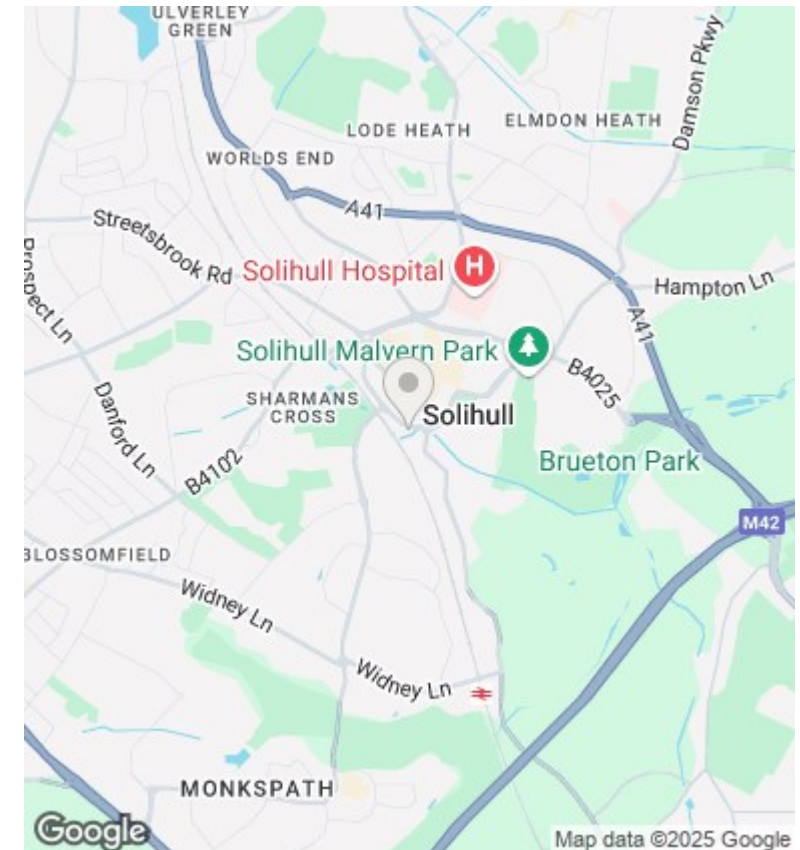 ULVERLEY
GREEN
Damson Pkwy
LODE HEATH
ELMDON HEATH
WORLDS END
A41
Streetsbrook Rd
Prospect Ln
Solihull Hospital
H
Hampton Ln
A41
Solihull Malvern Park
B4025
SHARMANS
CROSS
Solihull
Danford Ln
B4102
Brueton Park
M42
BLOSSOMFIELD
Widney Ln
Widney Ln
MONKSPATH
Google
Map data ©2025 Google